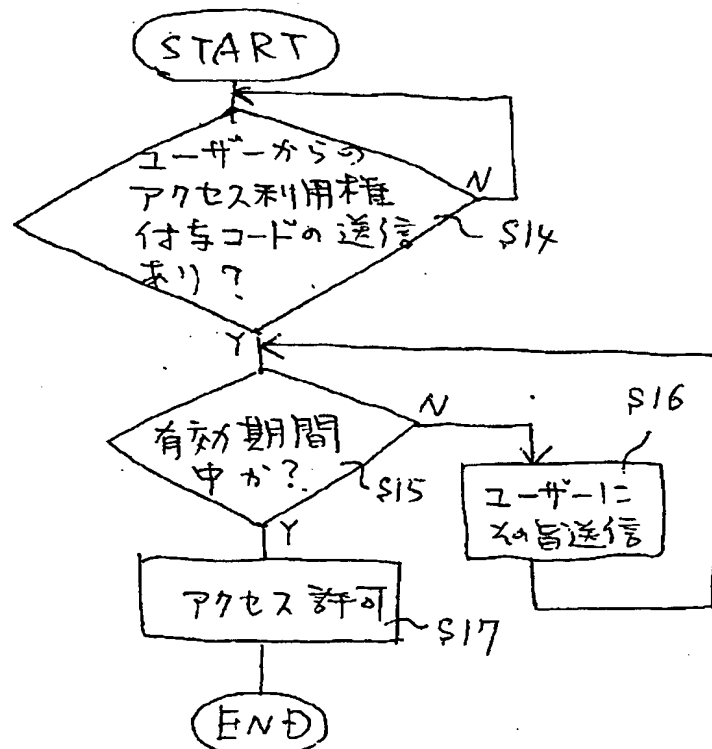 START
ユーザーからの
アクセス利用権
付与コードの送信
あり?
N
S14
Y
有効期間
中か?
N
S15
S16
ユーザーに
その旨送信
Y
アクセス許可
S17
END